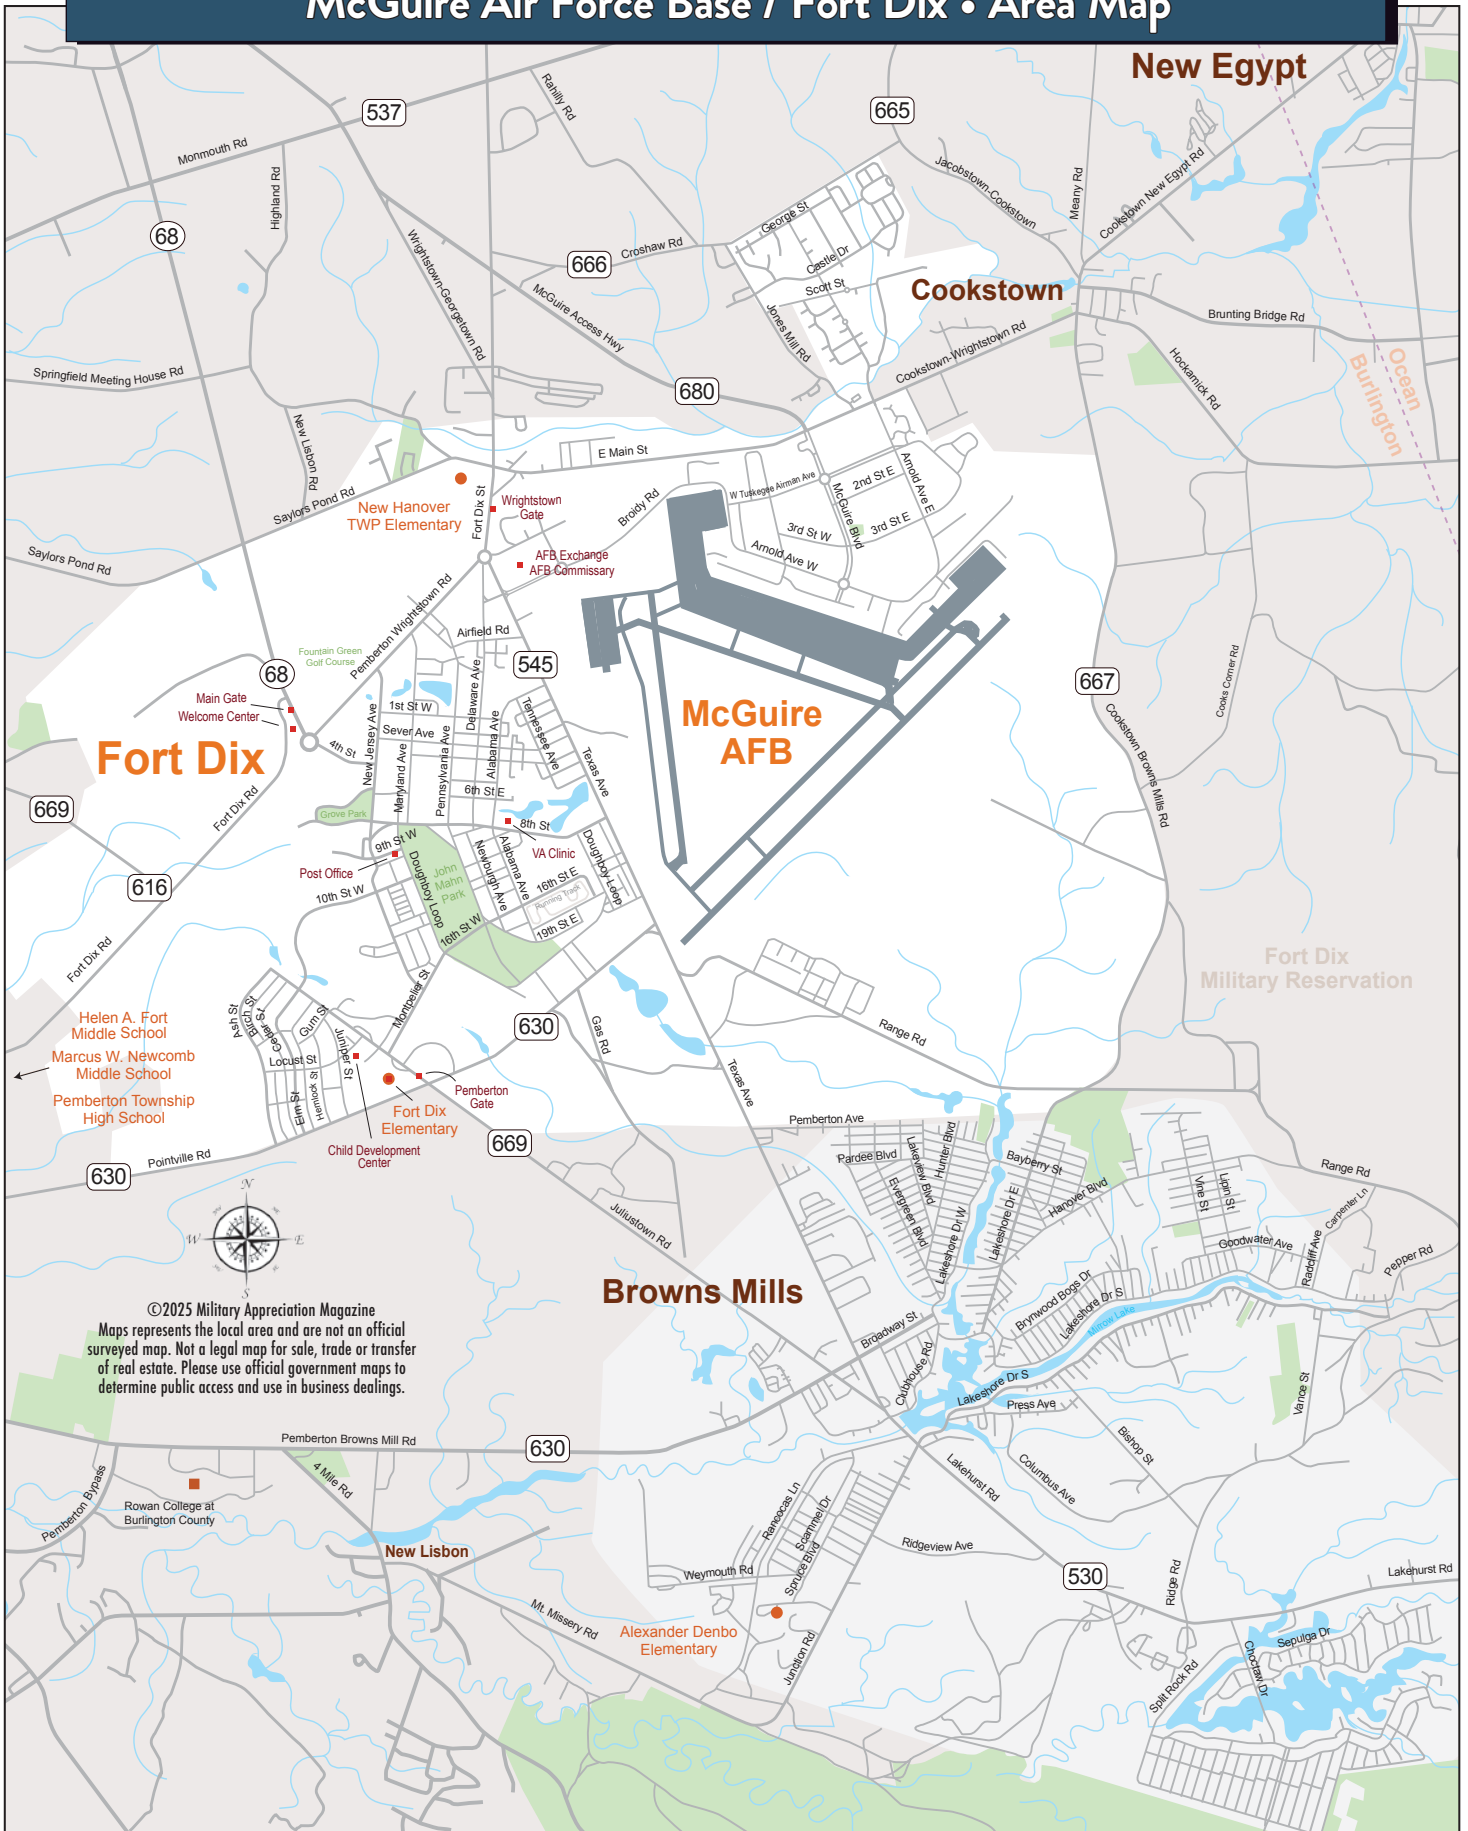 McGuire Air Force Base / Fort Dix • Area Map
New Egypt
537
665
Rahilly Rd
Monmouth Rd
Highland Rd
Jacobstown-Cookstown
Meany Rd
Cookstown New Egypt Rd
68
George St
Wrightstown-Georgetown Rd
666
Croshaw Rd
Castle Dr
Scott St
Cookstown
McGuire Access Hwy
Jones Mill Rd
Cookstown-Wrightstown Rd
Brunting Bridge Rd
Hockamick Rd
Ocean
Burlington
Springfield Meeting House Rd
680
New Lisbon Rd
E Main St
Saylors Pond Rd
New Hanover
TWP Elementary
Fort Dix St
Wrightstown
Gate
Broidy Rd
W Tuskegee Airman Ave
McGuire Blvd
2nd St E
Arnold Ave E
3rd St W
3rd St E
Arnold Ave W
Saylors Pond Rd
AFB Exchange
AFB Commissary
Pemberton Wrightstown Rd
Airfield Rd
Fountain Green
Golf Course
68
545
667
Cooks Corner Rd
Main Gate
Welcome Center
1st St W
Sever Ave
Delaware Ave
Tennessee Ave
McGuire
AFB
Cookstown Browns Mills Rd
Fort Dix
4th St
New Jersey Ave
Maryland Ave
Pennsylvania Ave
Alabama Ave
6th St E
Texas Ave
669
Fort Dix Rd
Grove Park
8th St
VA Clinic
9th St W
Post Office
Doughboy Loop
John
Mahn
Park
Newburgh Ave
Alabama Ave
16th St E
Running Track
Doughboy Loop
616
10th St W
16th St W
19th St E
Fort Dix Rd
Fort Dix
Military Reservation
Montpelier St
Helen A. Fort
Middle School
Marcus W. Newcomb
Middle School
Pemberton Township
High School
Ash St
Birch St
Cedar St
Gum St
Juniper St
Locust St
Hemlock St
Elm St
630
Gas Rd
Range Rd
Texas Ave
Pemberton
Gate
Fort Dix
Elementary
Child Development
Center
669
Pemberton Ave
Pointville Rd
630
Pardee Blvd
Lakeview Blvd
Hunter Blvd
Evergreen Blvd
Bayberry St
Hanover Blvd
Lakeshore Dr W
Lakeshore Dr E
Vine St
Lipin St
Range Rd
Carpenter Ln
Goodwater Ave
Radcliff Ave
Pepper Rd
N
W
E
S
Juliustown Rd
Browns Mills
Brynwood Bogs Dr
Lakeshore Dr S
Mirrow Lake
©2025 Military Appreciation Magazine
Maps represents the local area and are not an official
surveyed map. Not a legal map for sale, trade or transfer
of real estate. Please use official government maps to
determine public access and use in business dealings.
Broadway St
Clubhouse Rd
Lakeshore Dr S
Press Ave
Vance St
Pemberton Browns Mill Rd
630
Bishop St
4 Mile Rd
Lakehurst Rd
Columbus Ave
Pemberton Bypass
Rowan College at
Burlington County
Rancocas Ln
Scammel Dr
Spruce Blvd
New Lisbon
Ridgeview Ave
Weymouth Rd
530
Ridge Rd
Lakehurst Rd
Mt. Missery Rd
Alexander Denbo
Elementary
Junction Rd
Sepulga Dr
Choctaw Dr
Split Rock Rd